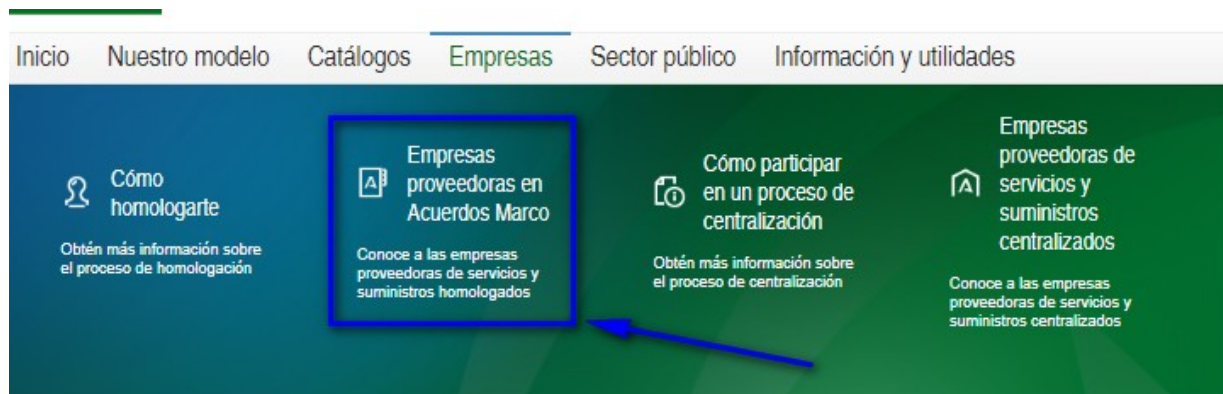 Inicio Nuestro modelo Catálogos Empresas Sector público Información y utilidades
Cómo
homologarte
Obtén más información sobre
el proceso de homologación
Empresas
proveedoras en
Acuerdos Marco
Conoce a las empresas
proveedoras de servicios y
suministros homologados
Cómo participar
en un proceso de
centralización
Obtén más información sobre
el proceso de centralización
Empresas
proveedoras de
servicios y
suministros
centralizados
Conoce a las empresas
proveedoras de servicios y
suministros centralizados